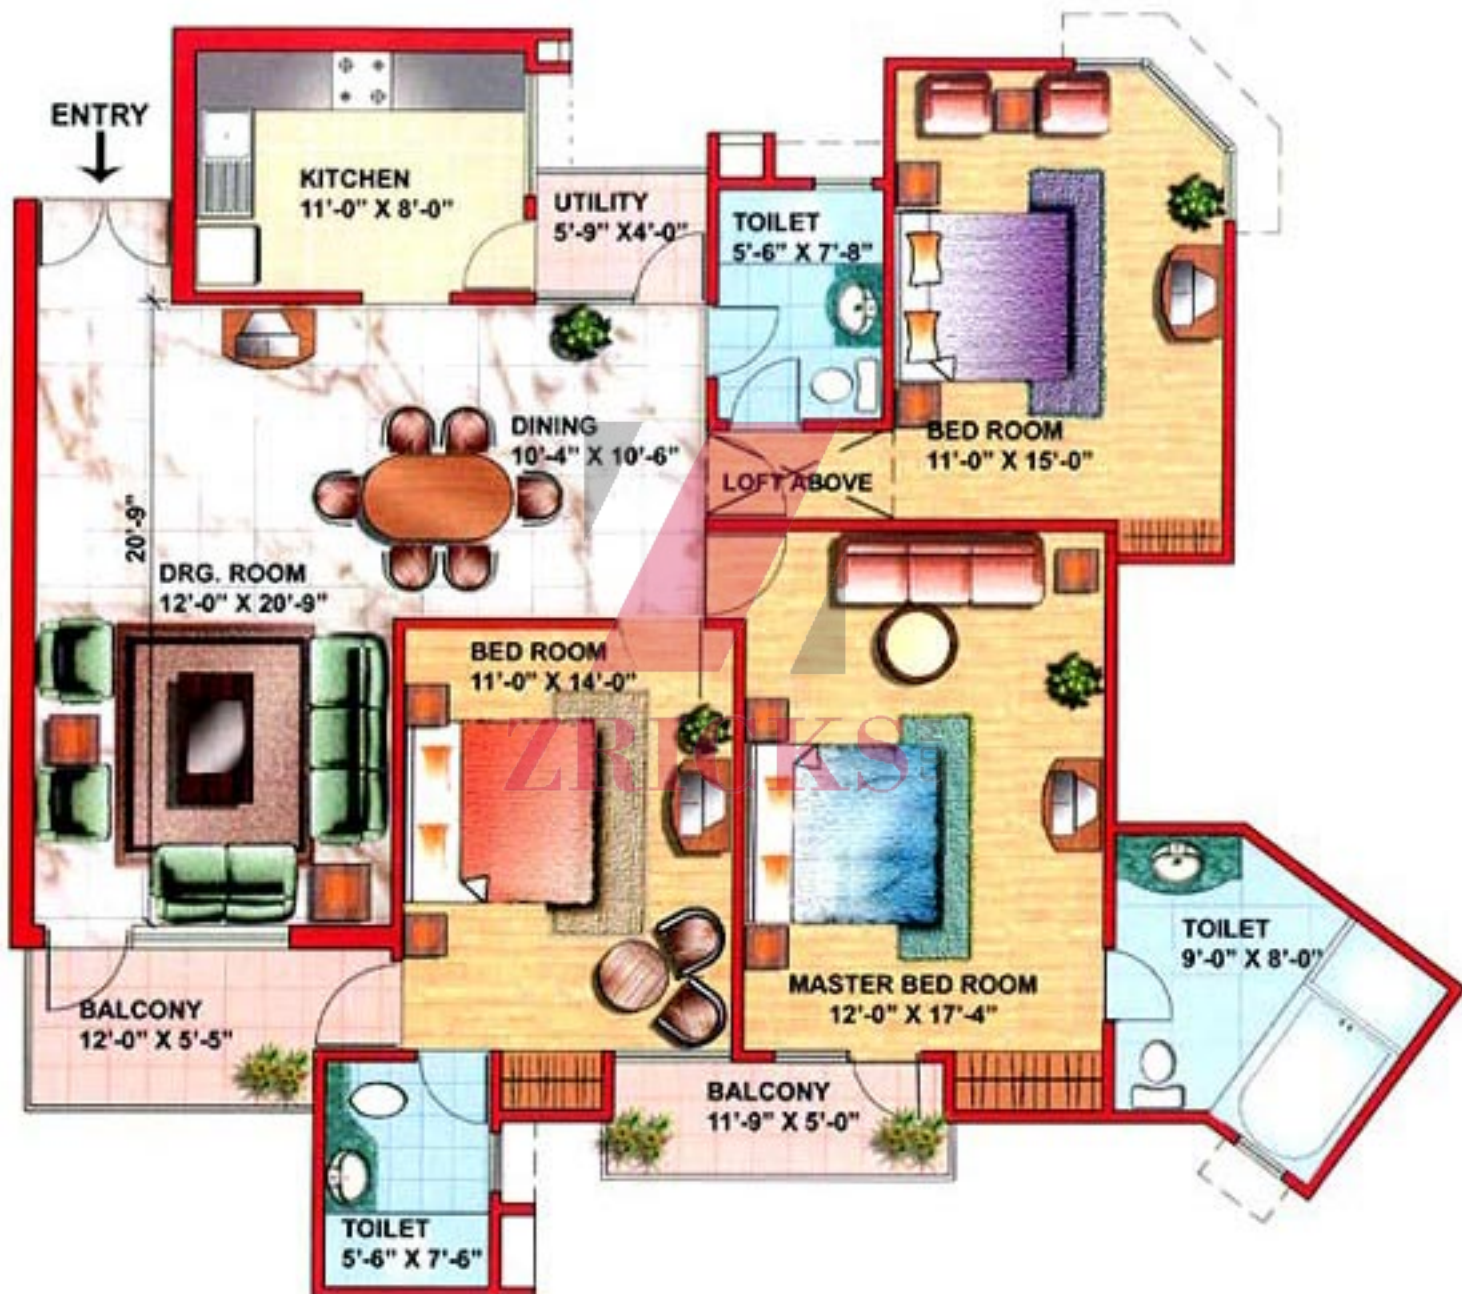 ENTRY
KITCHEN
11'-0" X 8'-0"
UTILITY
5'-9" X4'-0"
TOILET
5'-6" X 7'-8"
BED ROOM
11'-0" X 15'-0"
DINING
10'-4" X 10'-6"
LOFT ABOVE
20'-9"
DRG. ROOM
12'-0" X 20'-9"
BED ROOM
11'-0" X 14'-0"
ZRICKS
TOILET
9'-0" X 8'-0"
MASTER BED ROOM
12'-0" X 17'-4"
BALCONY
12'-0" X 5'-5"
BALCONY
11'-9" X 5'-0"
TOILET
5'-6" X 7'-6"